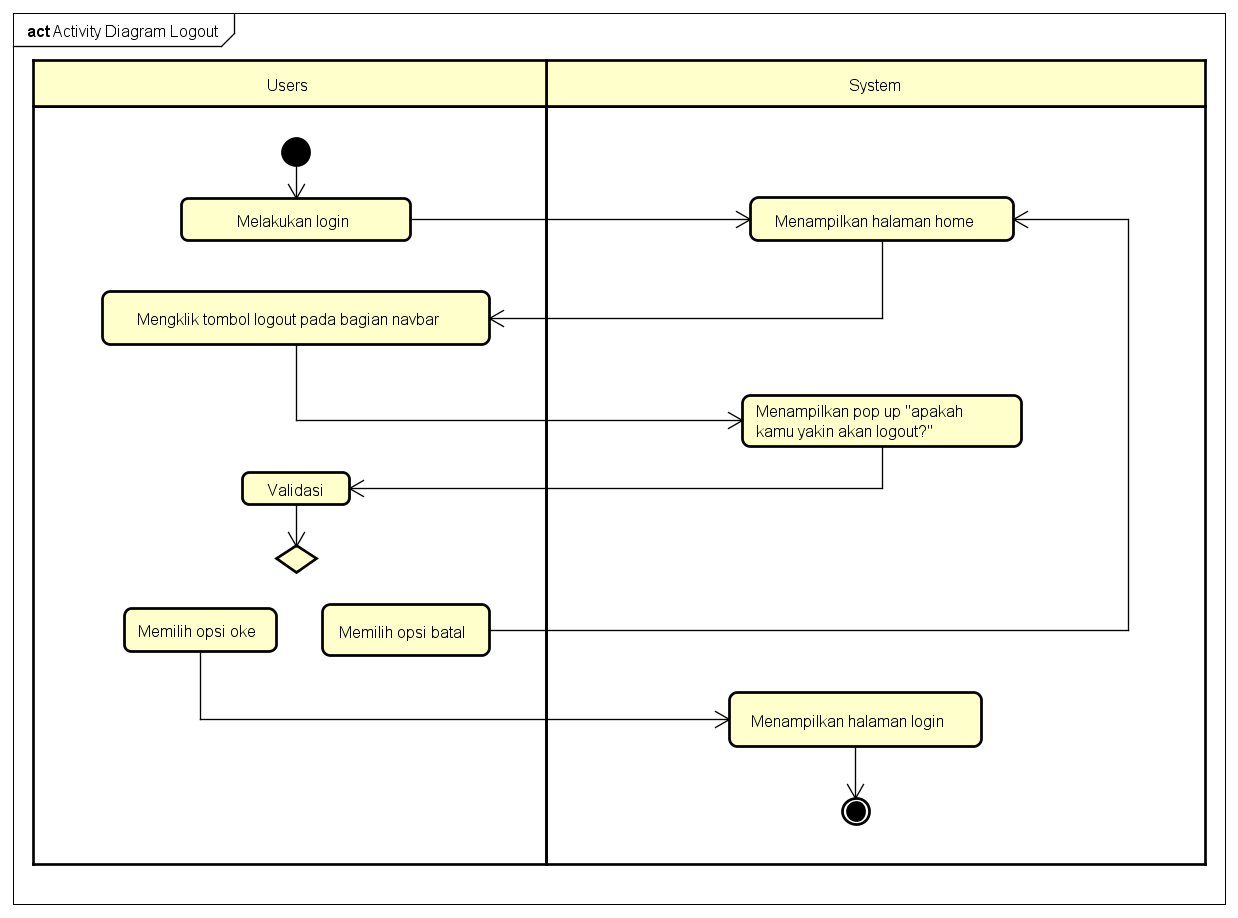 act Activity Diagram Logout
Users
System
Melakukan login
Menampilkan halaman home
Mengklik tombol logout pada bagian navbar
Menampilkan pop up "apakah
kamu yakin akan logout?"
Validasi
Memilih opsi oke
Memilih opsi batal
Menampilkan halaman login